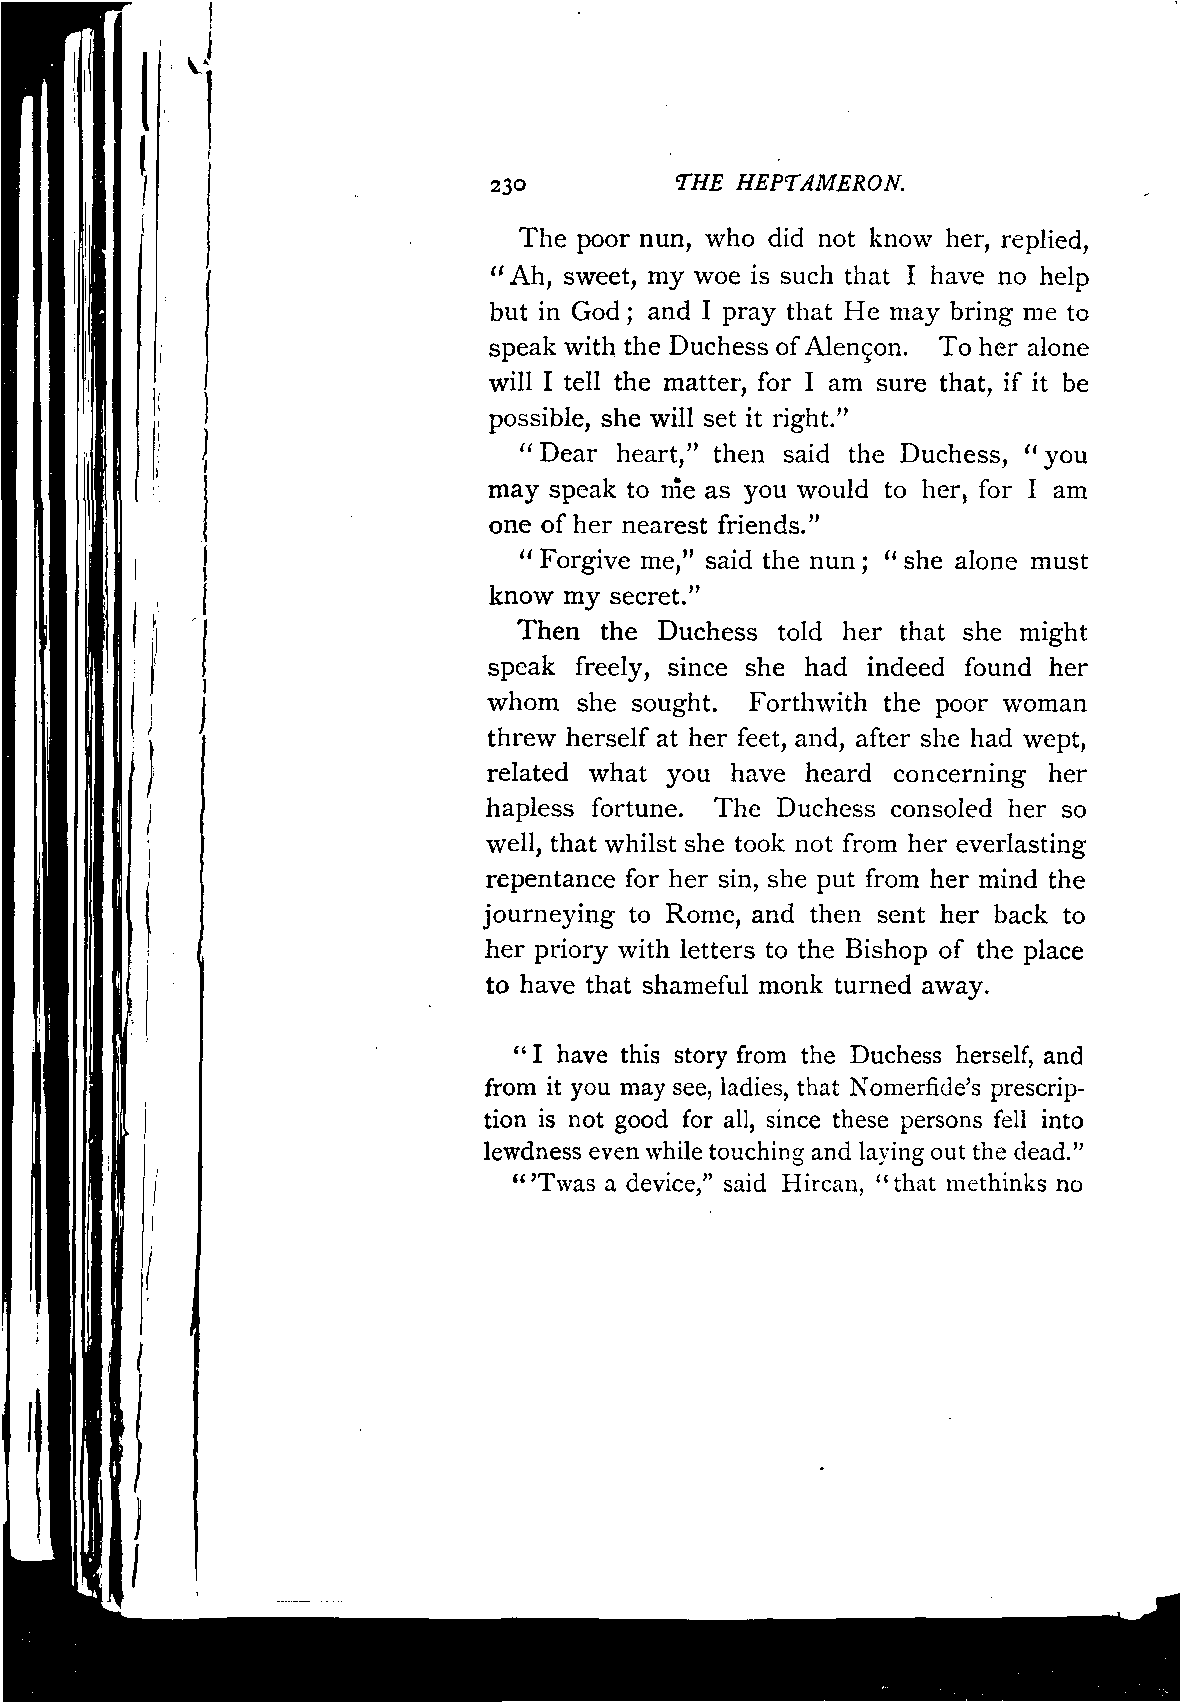 230 THE HEPTAMERON.
The poor nun, who did not know her, replied,
“Ah, sweet, my woe is such that I have no help
but in God; and I pray that He may bring me to
speak with the Duchess of Alençon. To her alone
will I tell the matter, for I am sure that, if it be
possible, she will set it right.”
“Dear heart,” then said the Duchess, “you
may speak to me as you would to her, for I am
one of her nearest friends.”
“Forgive me,” said the nun; “she alone must
know my secret.”
Then the Duchess told her that she might
speak freely, since she had indeed found her
whom she sought. Forthwith the poor woman
threw herself at her feet, and, after she had wept,
related what you have heard concerning her
hapless fortune. The Duchess consoled her so
well, that whilst she took not from her everlasting
repentance for her sin, she put from her mind the
journeying to Rome, and then sent her back to
her priory with letters to the Bishop of the place
to have that shameful monk turned away.
“I have this story from the Duchess herself, and
from it you may see, ladies, that Nomerfide’s prescrip-
tion is not good for all, since these persons fell into
lewdness even while touching and laying out the dead.”
“’Twas a device,” said Hircan, “that methinks no